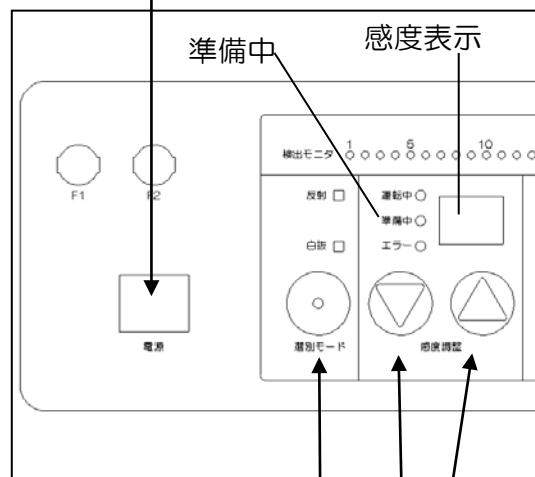 準備中
感度表示
検出モニタ
1
5
10
F1
F2
反射
運転中
準備中
白板
エラー
電源
選別モード
感度調整